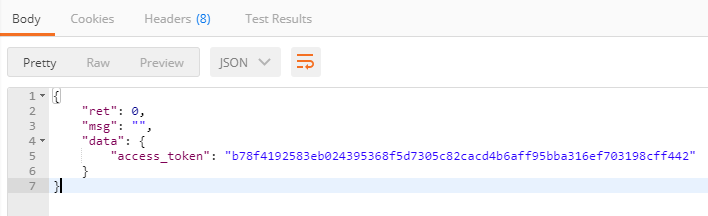 Body Cookies Headers (8) Test Results
Pretty Raw Preview JSON
1 {
2 "ret": 0,
3 "msg": "",
4 "data": {
5 "access_token": "b78f4192583eb024395368f5d7305c82cacd4b6aff95bba316ef703198cff442"
6 }
7 }